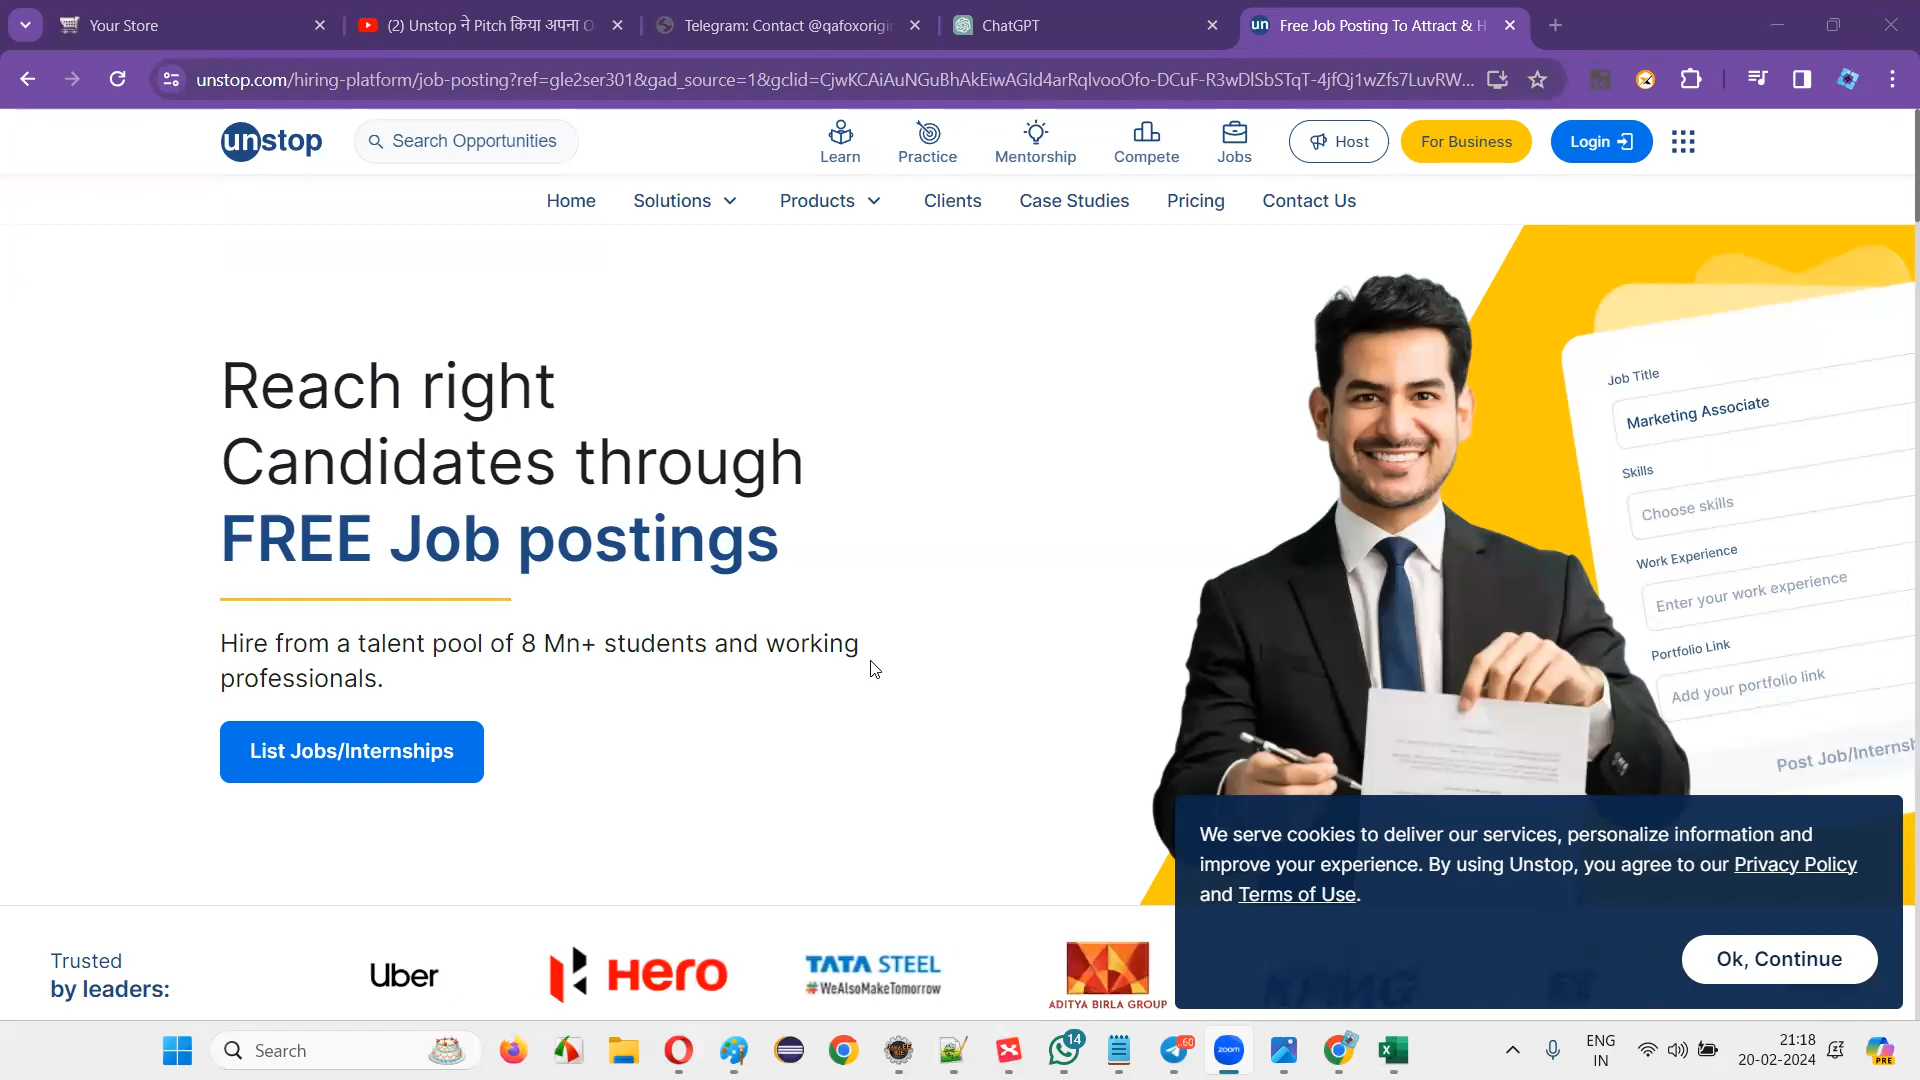 Your Store
(2) Unstop ने Pitch किया अपना O
Telegram: Contact @qafoxorigin
ChatGPT
un
Free Job Posting To Attract & H
unstop.com/hiring-platform/job-posting?ref=gle2ser301&gad_source=1&gclid=CjwKCAiAuNGuBhAkEiwAGId4arRqlvooOfo-DCuF-R3wDlSbSTqT-4jfQj1wZfs7LuvRW...
unstop
Search Opportunities
Learn
Practice
Mentorship
Compete
Jobs
Host
For Business
Login
Home
Solutions
Products
Clients
Case Studies
Pricing
Contact Us
Reach right
Candidates through
FREE Job postings
Hire from a talent pool of 8 Mn+ students and working
professionals.
List Jobs/Internships
Job Title
Marketing Associate
Skills
Choose skills
Work Experience
Enter your work experience
Portfolio Link
Add your portfolio link
Post Job/Internsh
We serve cookies to deliver our services, personalize information and
improve your experience. By using Unstop, you agree to our Privacy Policy
and Terms of Use.
Ok, Continue
Trusted
by leaders:
Uber
Hero
TATA STEEL
#WeAlsoMakeTomorrow
ADITYA BIRLA GROUP
KPMG
Search
14
60
zoom
ENG
IN
21:18
20-02-2024
PRE